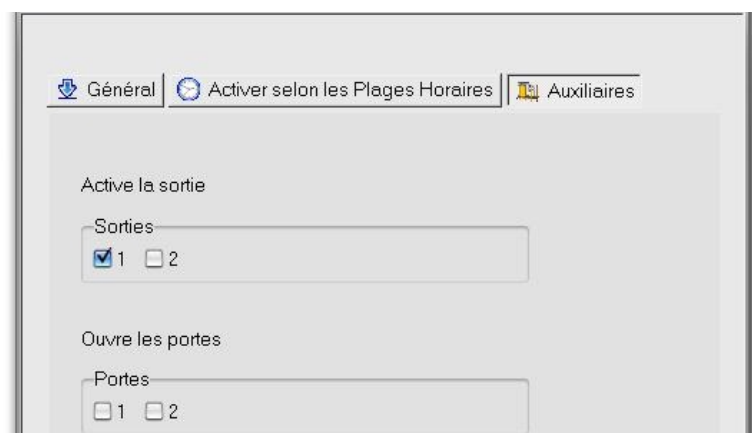 Général Activer selon les Plages Horaires Auxiliaires
Active la sortie
Sorties
1 2
Ouvre les portes
Portes
1 2